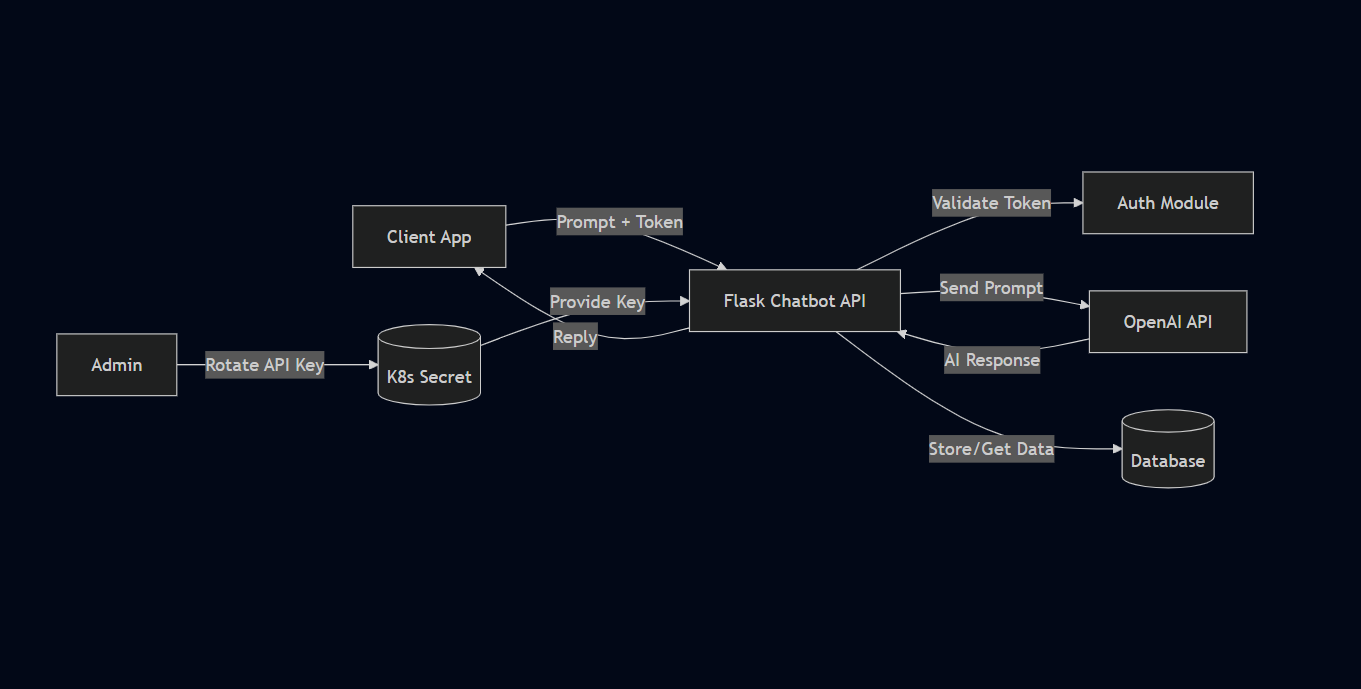 Admin
Rotate API Key
Client App
K8s Secret
Prompt + Token
Provide Key
Reply
Flask Chatbot API
Validate Token
Send Prompt
AI Response
Store/Get Data
Auth Module
OpenAI API
Database